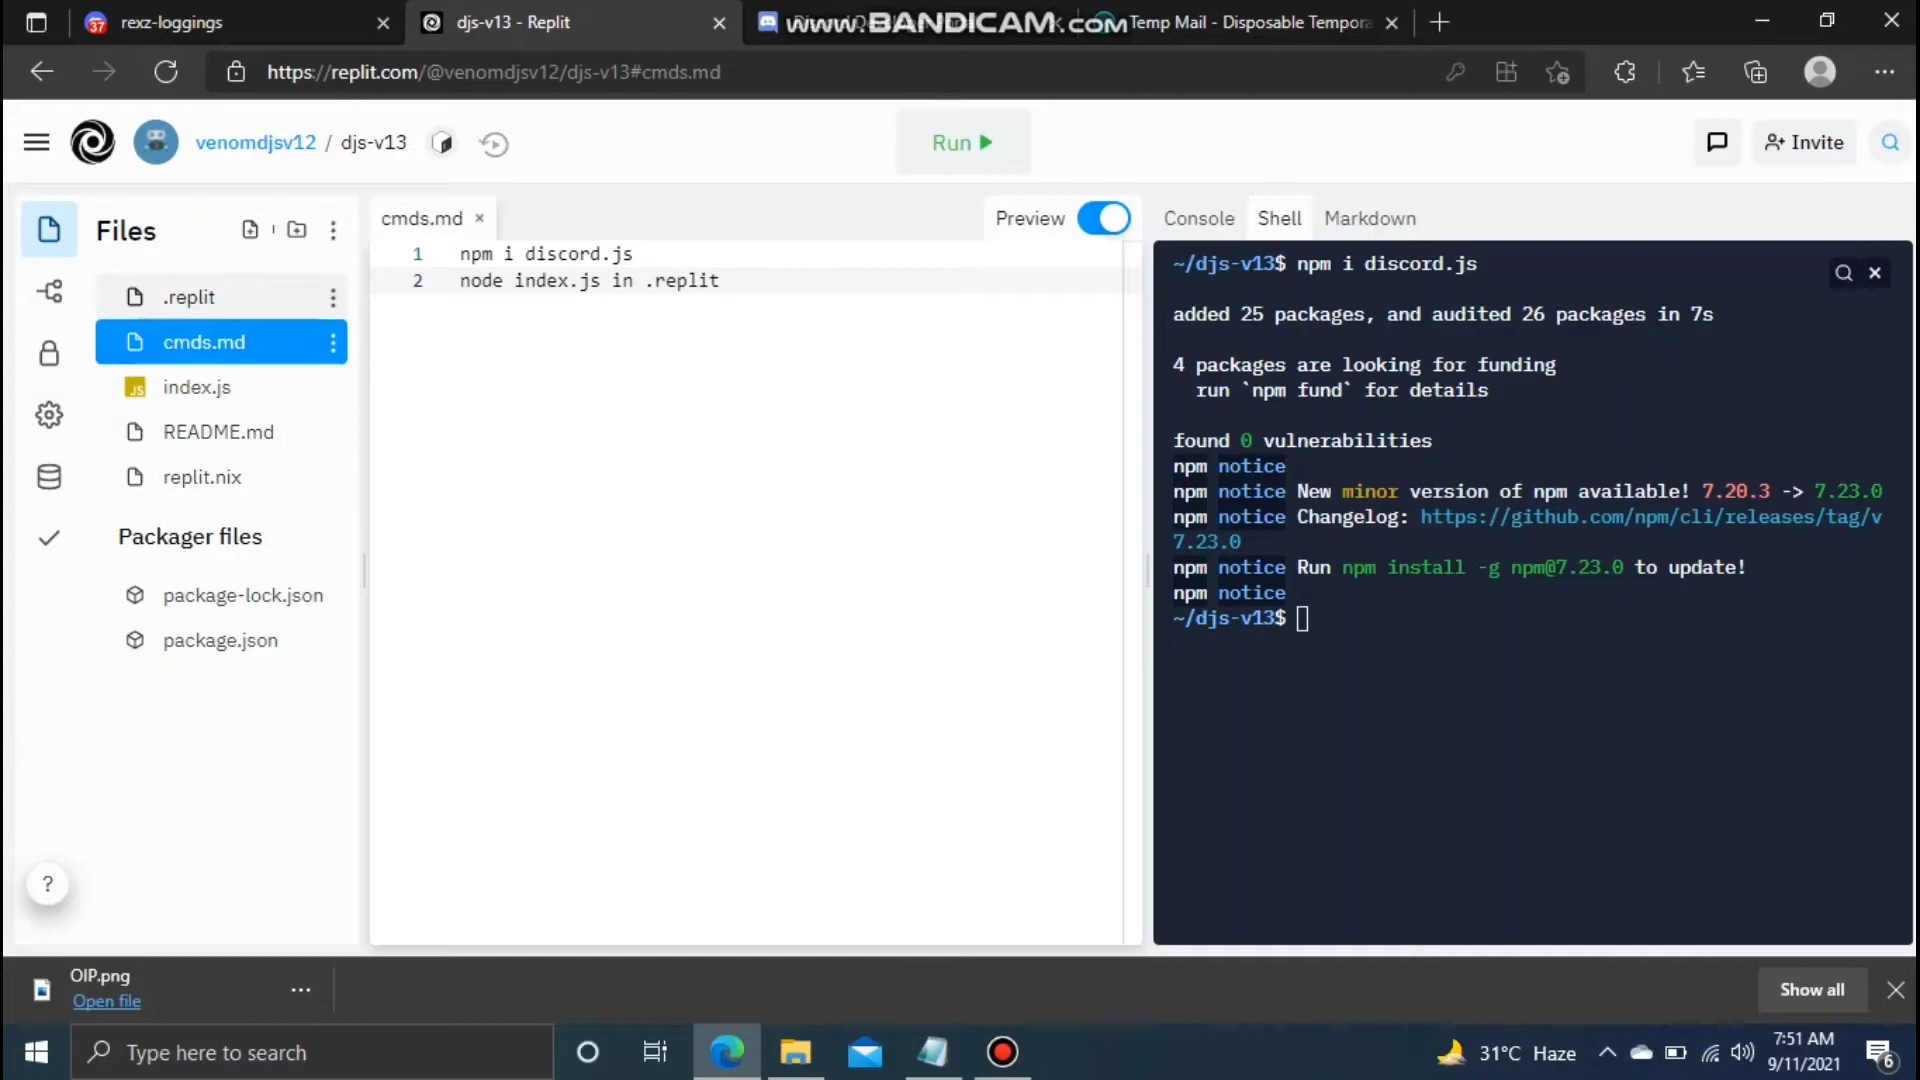 37
rexz-loggings
djs-v13 - Replit
www.BANDICAM.com
Temp Mail - Disposable Tempora
https://replit.com/@venomdjsv12/djs-v13#cmds.md
venomdjsv12 / djs-v13
Run
Invite
Files
.replit
cmds.md
JS index.js
README.md
replit.nix
Packager files
package-lock.json
package.json
?
cmds.md
Preview
1 npm i discord.js
2 node index.js in .replit
Console
Shell
Markdown
~/djs-v13$ npm i discord.js
added 25 packages, and audited 26 packages in 7s
4 packages are looking for funding
run `npm fund` for details
found 0 vulnerabilities
npm notice
npm notice New minor version of npm available! 7.20.3 -> 7.23.0
npm notice Changelog: https://github.com/npm/cli/releases/tag/v
7.23.0
npm notice Run npm install -g npm@7.23.0 to update!
npm notice
~/djs-v13$
OIP.png
Open file
Show all
Type here to search
31°C Haze
7:51 AM
9/11/2021
6